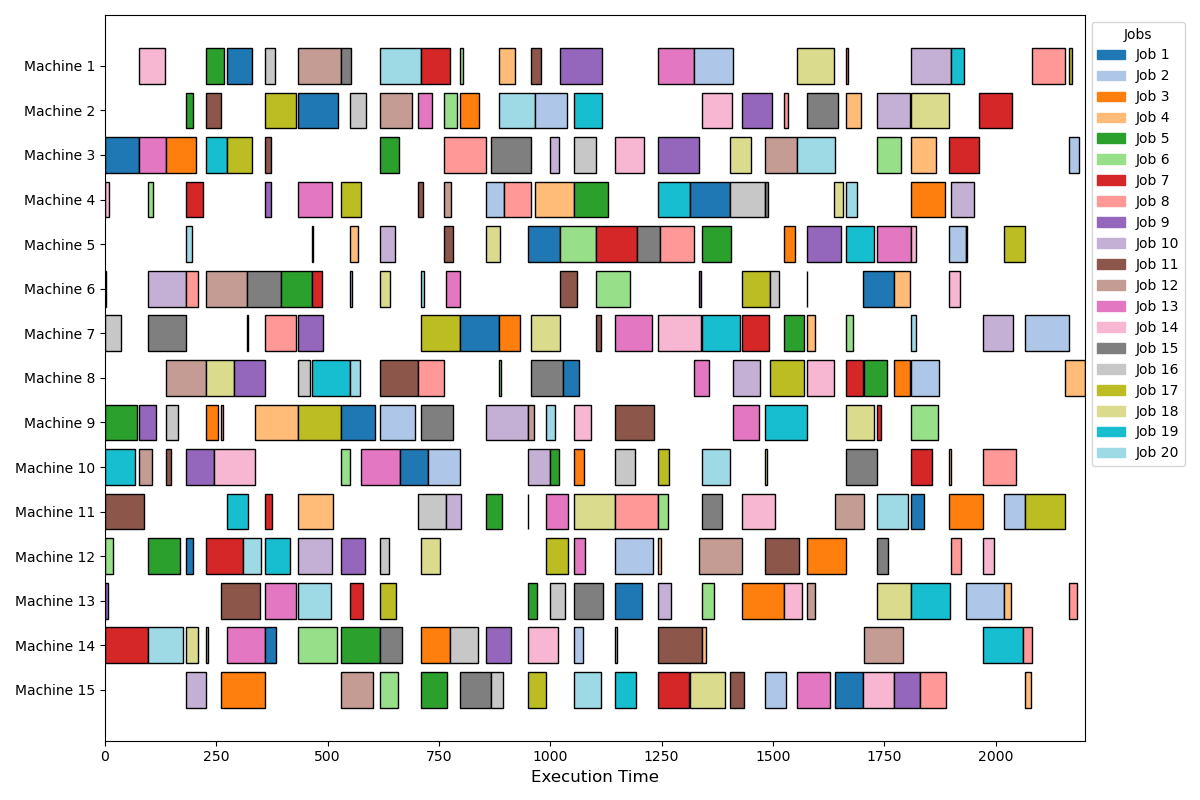 Machine 1
Machine 2
Machine 3
Machine 4
Machine 5
Machine 6
Machine 7
Machine 8
Machine 9
Machine 10
Machine 11
Machine 12
Machine 13
Machine 14
Machine 15
0 250 500 750 1000 1250 1500 1750 2000
Execution Time
Jobs
Job 1
Job 2
Job 3
Job 4
Job 5
Job 6
Job 7
Job 8
Job 9
Job 10
Job 11
Job 12
Job 13
Job 14
Job 15
Job 16
Job 17
Job 18
Job 19
Job 20